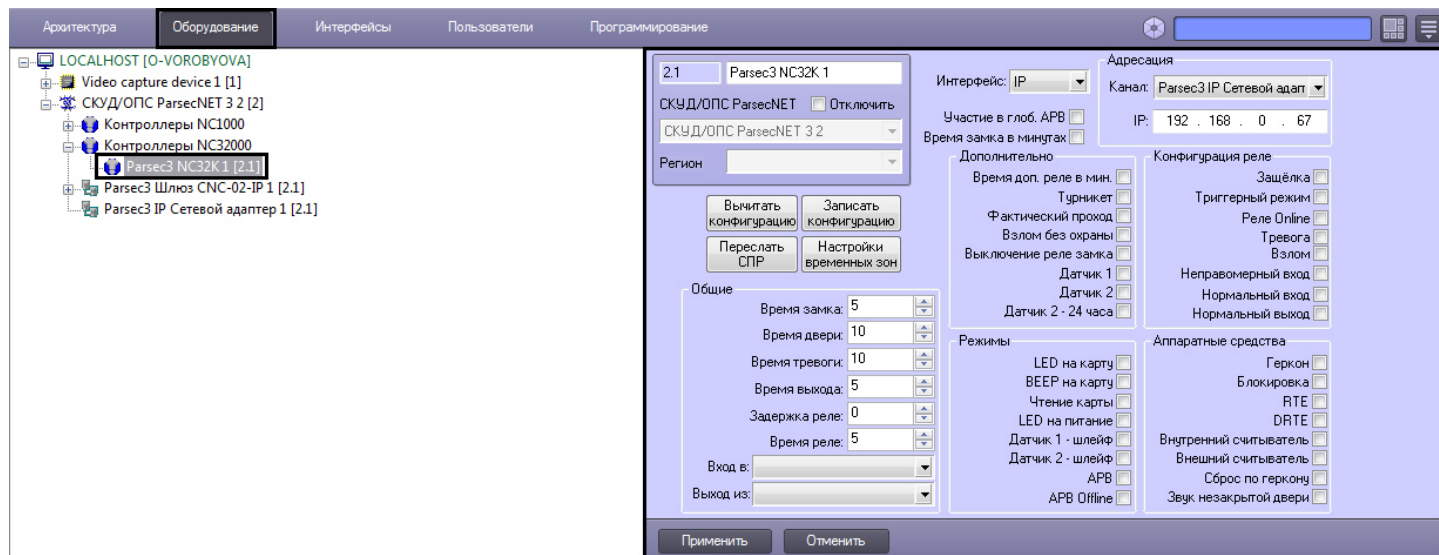 Архитектура Оборудование Интерфейсы Пользователи Программирование
LOCALHOST [O-VOROBYOVA]
Video capture device 1 [1]
СКУД/ОПС ParsecNET 3 2 [2]
Контроллеры NC1000
Контроллеры NC32000
Parsec3 NC32K 1 [2.1]
Parsec3 Шлюз CNC-02-IP 1 [2.1]
Parsec3 IP Сетевой адаптер 1 [2.1]
2.1 Parsec3 NC32K 1
СКУД/ОПС ParsecNET Отключить
СКУД/ОПС ParsecNET 3 2
Регион
Вычитать конфигурацию
Записать конфигурацию
Переслать СПР
Настройки временных зон
Общие
Время замка: 5
Время двери: 10
Время тревоги: 10
Время выхода: 5
Задержка реле: 0
Время реле: 5
Вход в:
Выход из:
Интерфейс: IP
Участие в глоб. APB
Время замка в минутах
Адресация
Канал: Parsec3 IP Сетевой адап
IP: 192 . 168 . 0 . 67
Дополнительно
Время доп. реле в мин.
Турникет
Фактический проход
Взлом без охраны
Выключение реле замка
Датчик 1
Датчик 2
Датчик 2 - 24 часа
Конфигурация реле
Защёлка
Триггерный режим
Реле Online
Тревога
Взлом
Неправомерный вход
Нормальный вход
Нормальный выход
Режимы
LED на карту
BEEP на карту
Чтение карты
LED на питание
Датчик 1 - шлейф
Датчик 2 - шлейф
APB
APB Offline
Аппаратные средства
Геркон
Блокировка
RTE
DRTE
Внутренний считыватель
Внешний считыватель
Сброс по геркону
Звук незакрытой двери
Применить Отменить